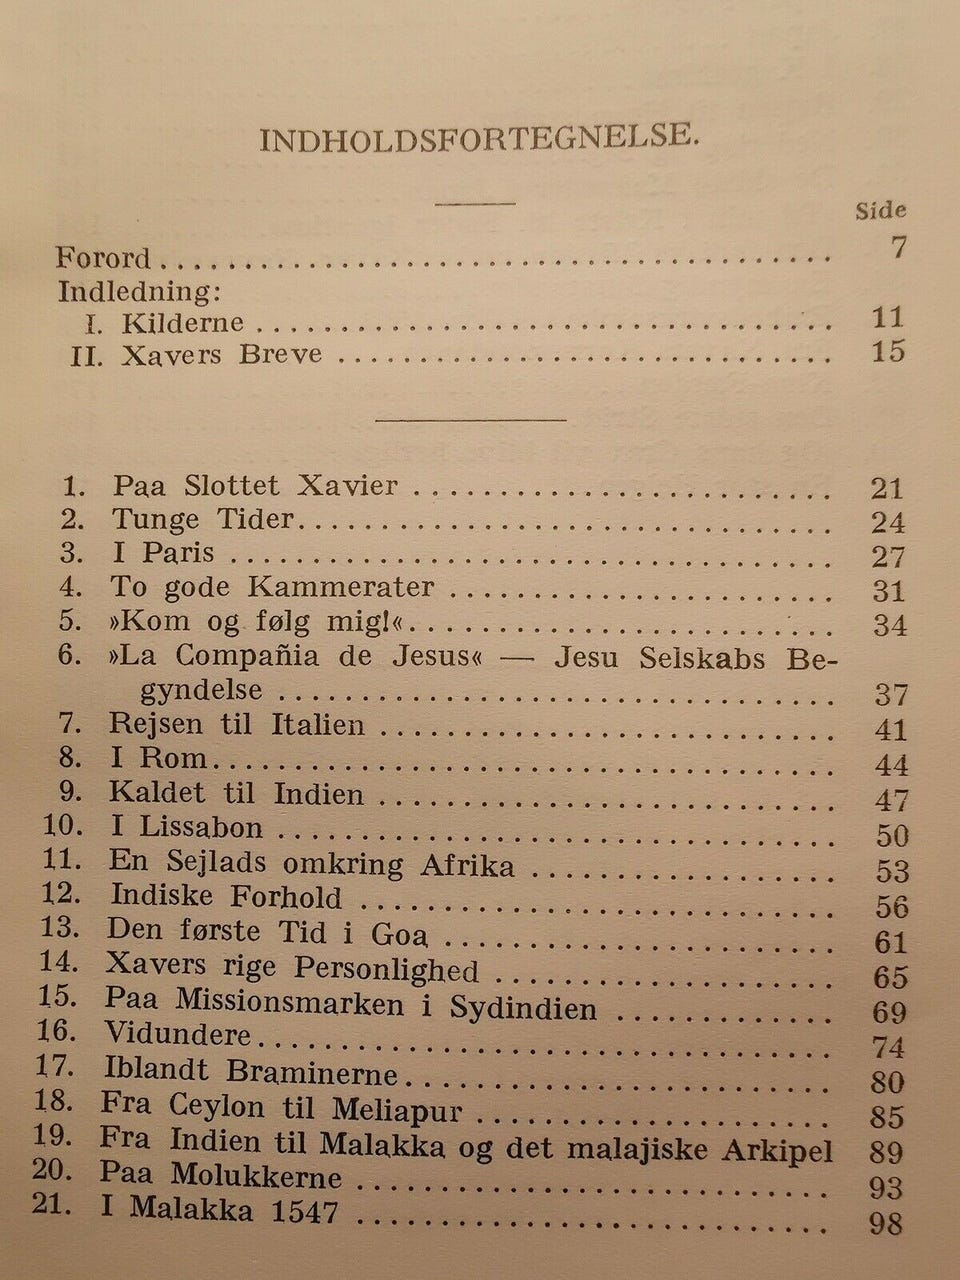 INDHOLDSFORTEGNELSE.
Side
Forord ........................................ 7
Indledning:
I. Kilderne .................................... 11
II. Xavers Breve ............................... 15
1. Paa Slottet Xavier .......................... 21
2. Tunge Tider.................................. 24
3. I Paris ..................................... 27
4. To gode Kammerater .......................... 31
5. »Kom og følg mig!«........................... 34
6. »La Compañia de Jesus« — Jesu Selskabs Be-
gyndelse ....................................... 37
7. Rejsen til Italien .......................... 41
8. I Rom........................................ 44
9. Kaldet til Indien ........................... 47
10. I Lissabon ................................. 50
11. En Sejlads omkring Afrika .................. 53
12. Indiske Forhold ............................ 56
13. Den første Tid i Goa ....................... 61
14. Xavers rige Personlighed ................... 65
15. Paa Missionsmarken i Sydindien ............. 69
16. Vidundere................................... 74
17. Iblandt Braminerne.......................... 80
18. Fra Ceylon til Meliapur .................... 85
19. Fra Indien til Malakka og det malajiske Arkipel 89
20. Paa Molukkerne ............................. 93
21. I Malakka 1547 ............................. 98